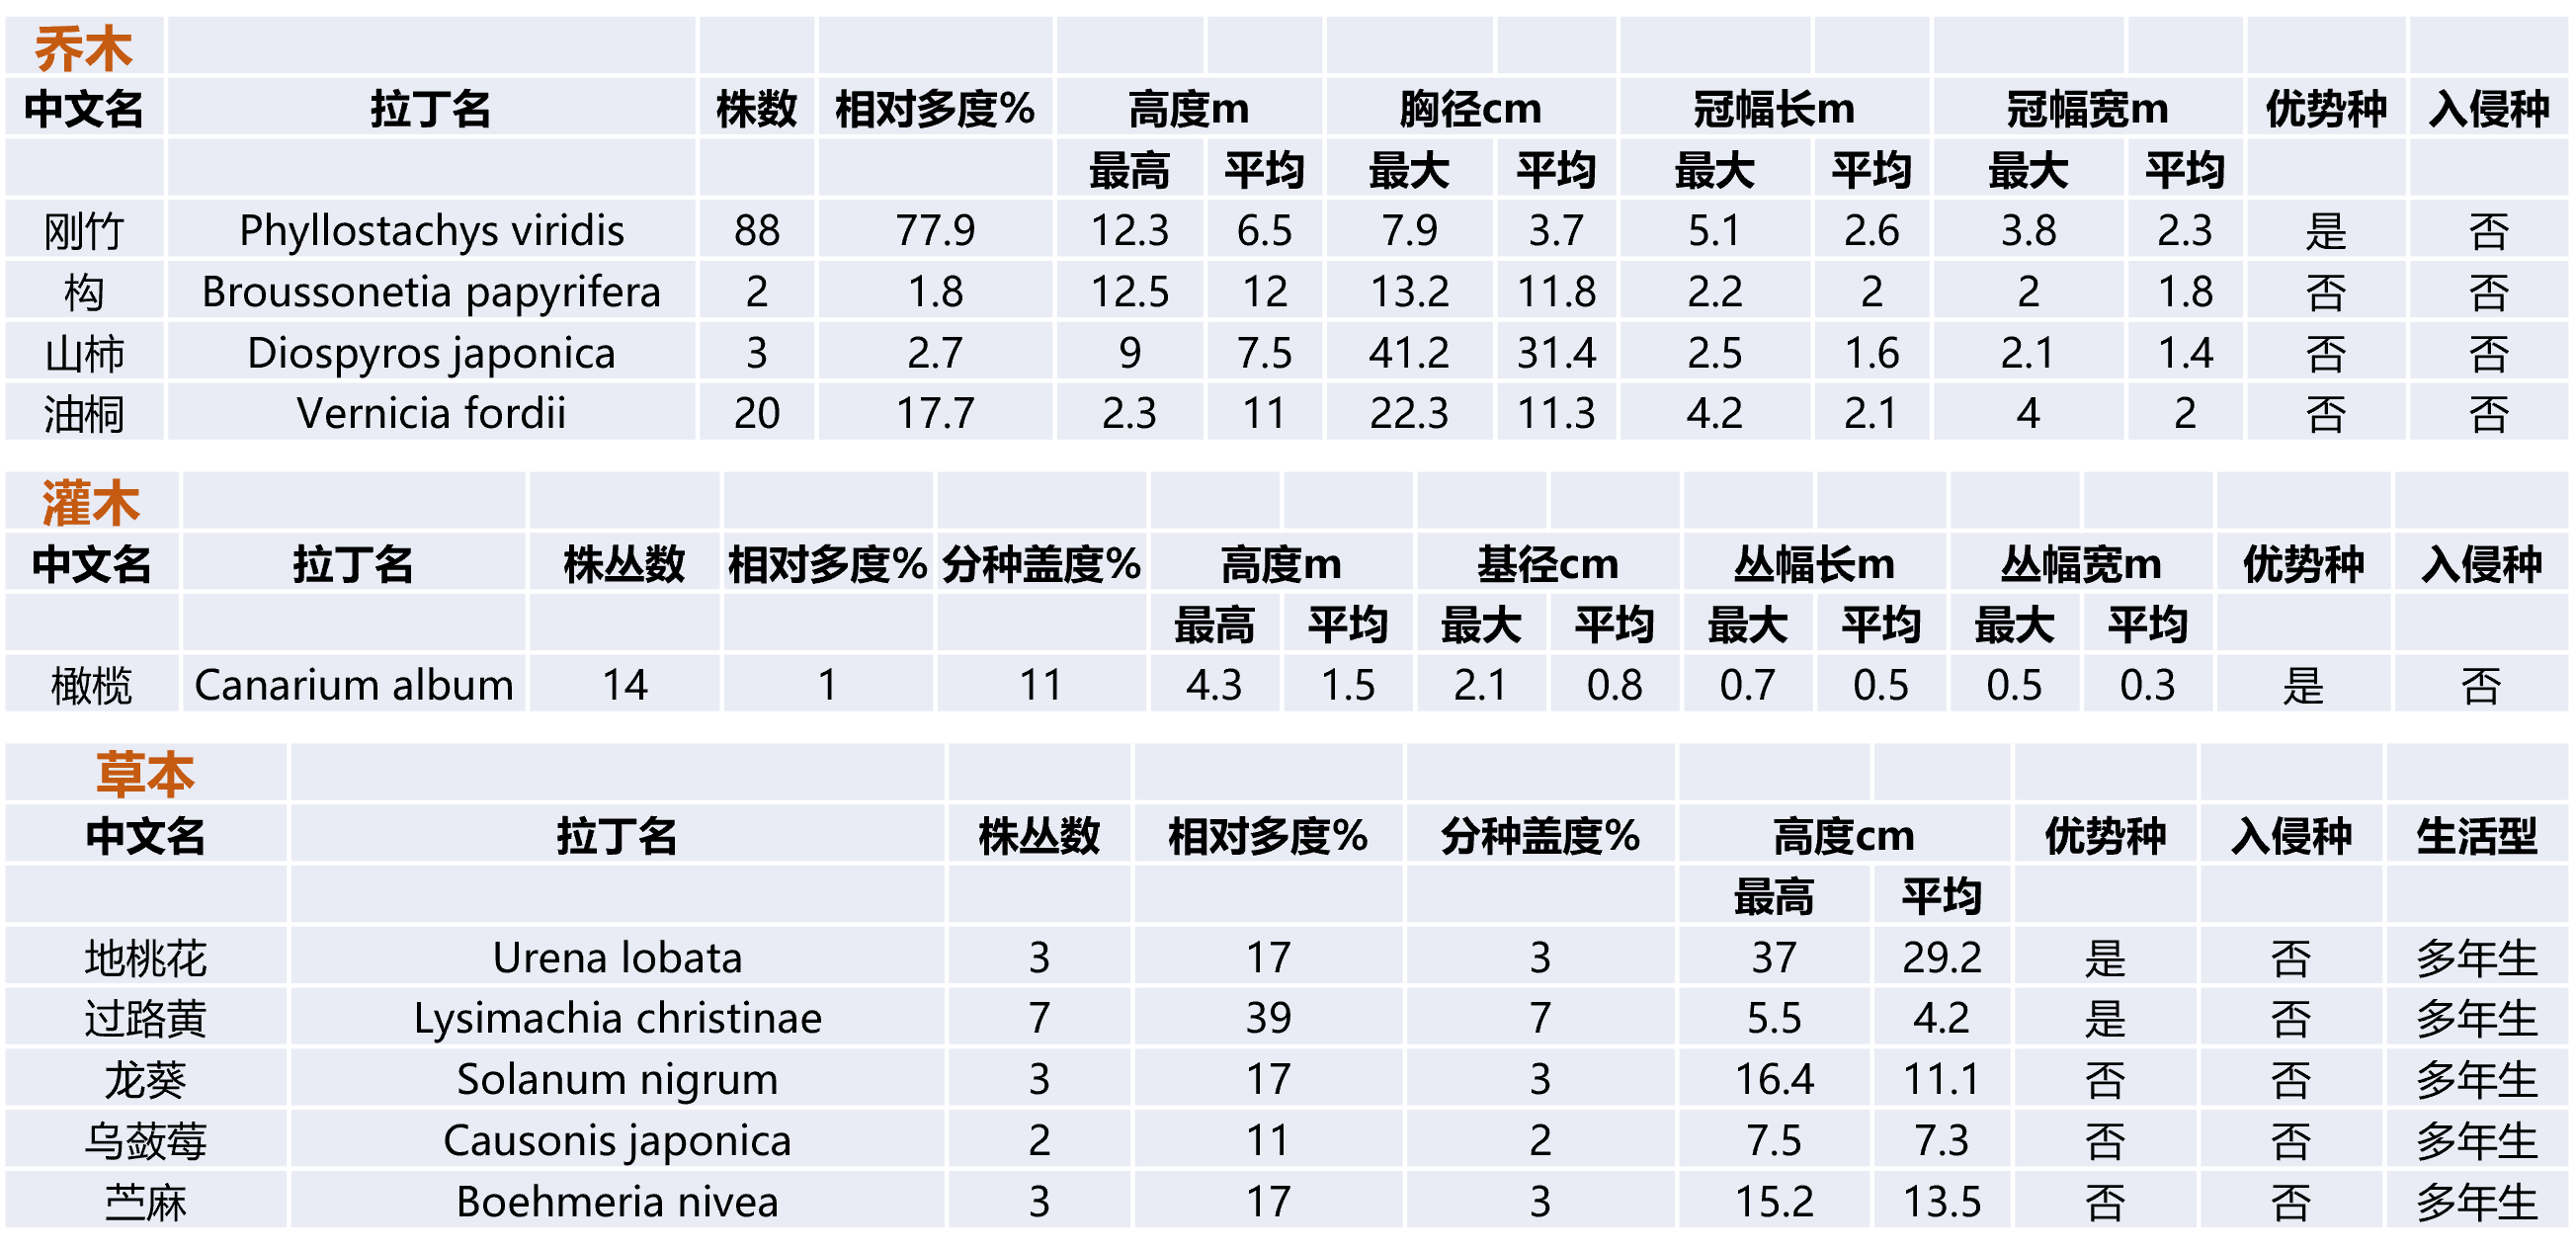 乔木
中文名 拉丁名 株数 相对多度% 高度m 胸径cm 冠幅长m 冠幅宽m 优势种 入侵种
最高 平均 最大 平均 最大 平均 最大 平均
刚竹 Phyllostachys viridis 88 77.9 12.3 6.5 7.9 3.7 5.1 2.6 3.8 2.3 是 否
构 Broussonetia papyrifera 2 1.8 12.5 12 13.2 11.8 2.2 2 2 1.8 否 否
山柿 Diospyros japonica 3 2.7 9 7.5 41.2 31.4 2.5 1.6 2.1 1.4 否 否
油桐 Vernicia fordii 20 17.7 2.3 11 22.3 11.3 4.2 2.1 4 2 否 否
灌木
中文名 拉丁名 株丛数 相对多度% 分种盖度% 高度m 基径cm 丛幅长m 丛幅宽m 优势种 入侵种
最高 平均 最大 平均 最大 平均 最大 平均
橄榄 Canarium album 14 1 11 4.3 1.5 2.1 0.8 0.7 0.5 0.5 0.3 是 否
草本
中文名 拉丁名 株丛数 相对多度% 分种盖度% 高度cm 优势种 入侵种 生活型
最高 平均
地桃花 Urena lobata 3 17 3 37 29.2 是 否 多年生
过路黄 Lysimachia christinae 7 39 7 5.5 4.2 是 否 多年生
龙葵 Solanum nigrum 3 17 3 16.4 11.1 否 否 多年生
乌蔹莓 Causonis japonica 2 11 2 7.5 7.3 否 否 多年生
苎麻 Boehmeria nivea 3 17 3 15.2 13.5 否 否 多年生